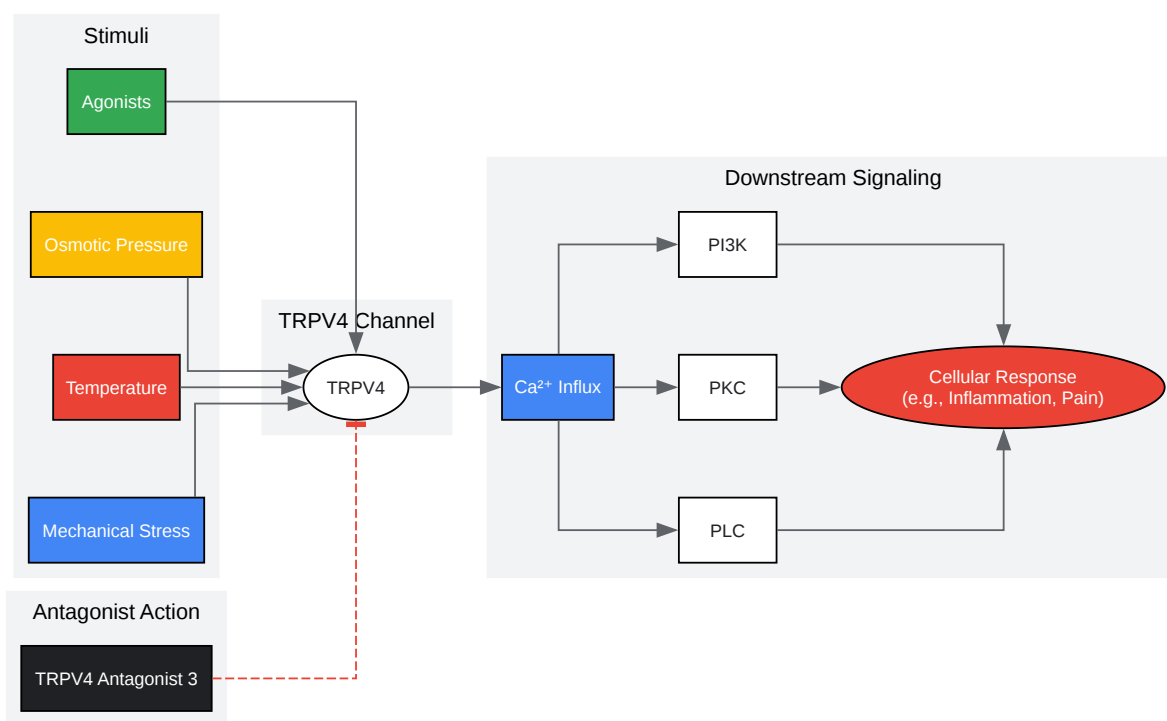 Stimuli
Agonists
Osmotic Pressure
Temperature
Mechanical Stress
TRPV4 Channel
TRPV4
Downstream Signaling
Ca²⁺ Influx
PI3K
PKC
PLC
Cellular Response
(e.g., Inflammation, Pain)
Antagonist Action
TRPV4 Antagonist 3